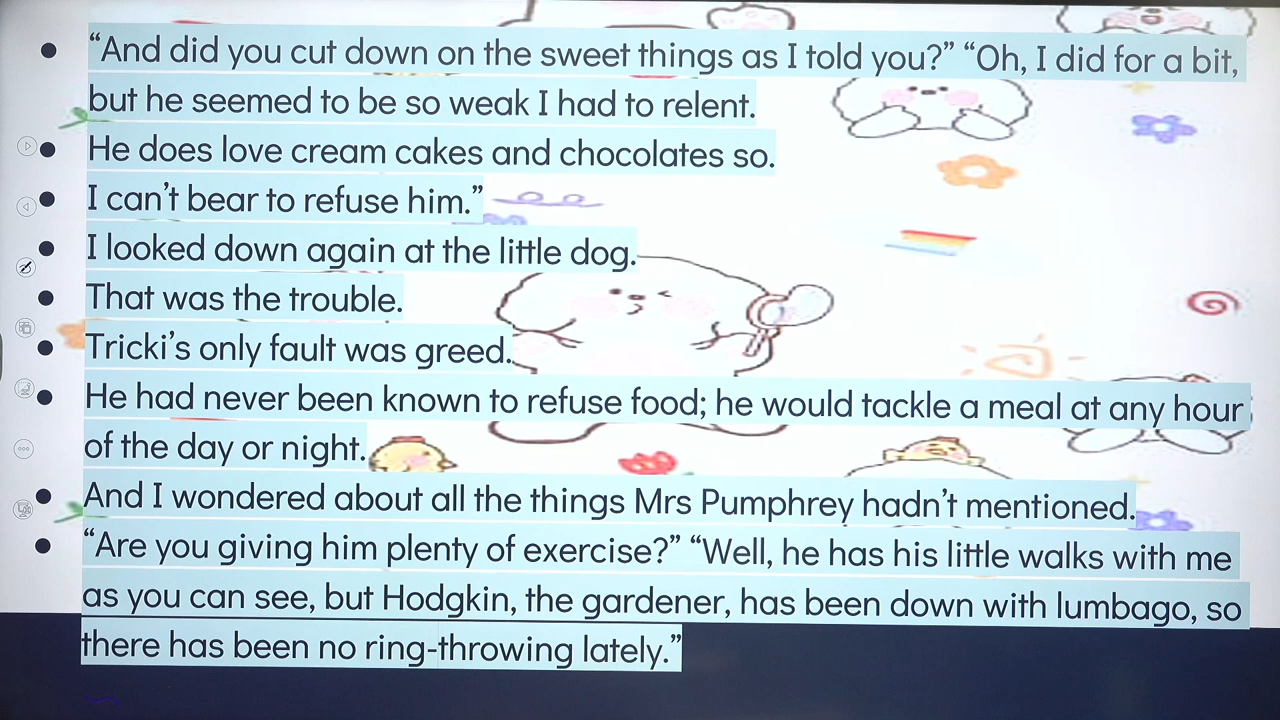 • “And did you cut down on the sweet things as I told you?” “Oh, I did for a bit,
but he seemed to be so weak I had to relent.
• He does love cream cakes and chocolates so.
• I can’t bear to refuse him.”
• I looked down again at the little dog.
• That was the trouble.
• Tricki’s only fault was greed.
• He had never been known to refuse food; he would tackle a meal at any hour
of the day or night.
• And I wondered about all the things Mrs Pumphrey hadn’t mentioned.
• “Are you giving him plenty of exercise?” “Well, he has his little walks with me
as you can see, but Hodgkin, the gardener, has been down with lumbago, so
there has been no ring-throwing lately.”